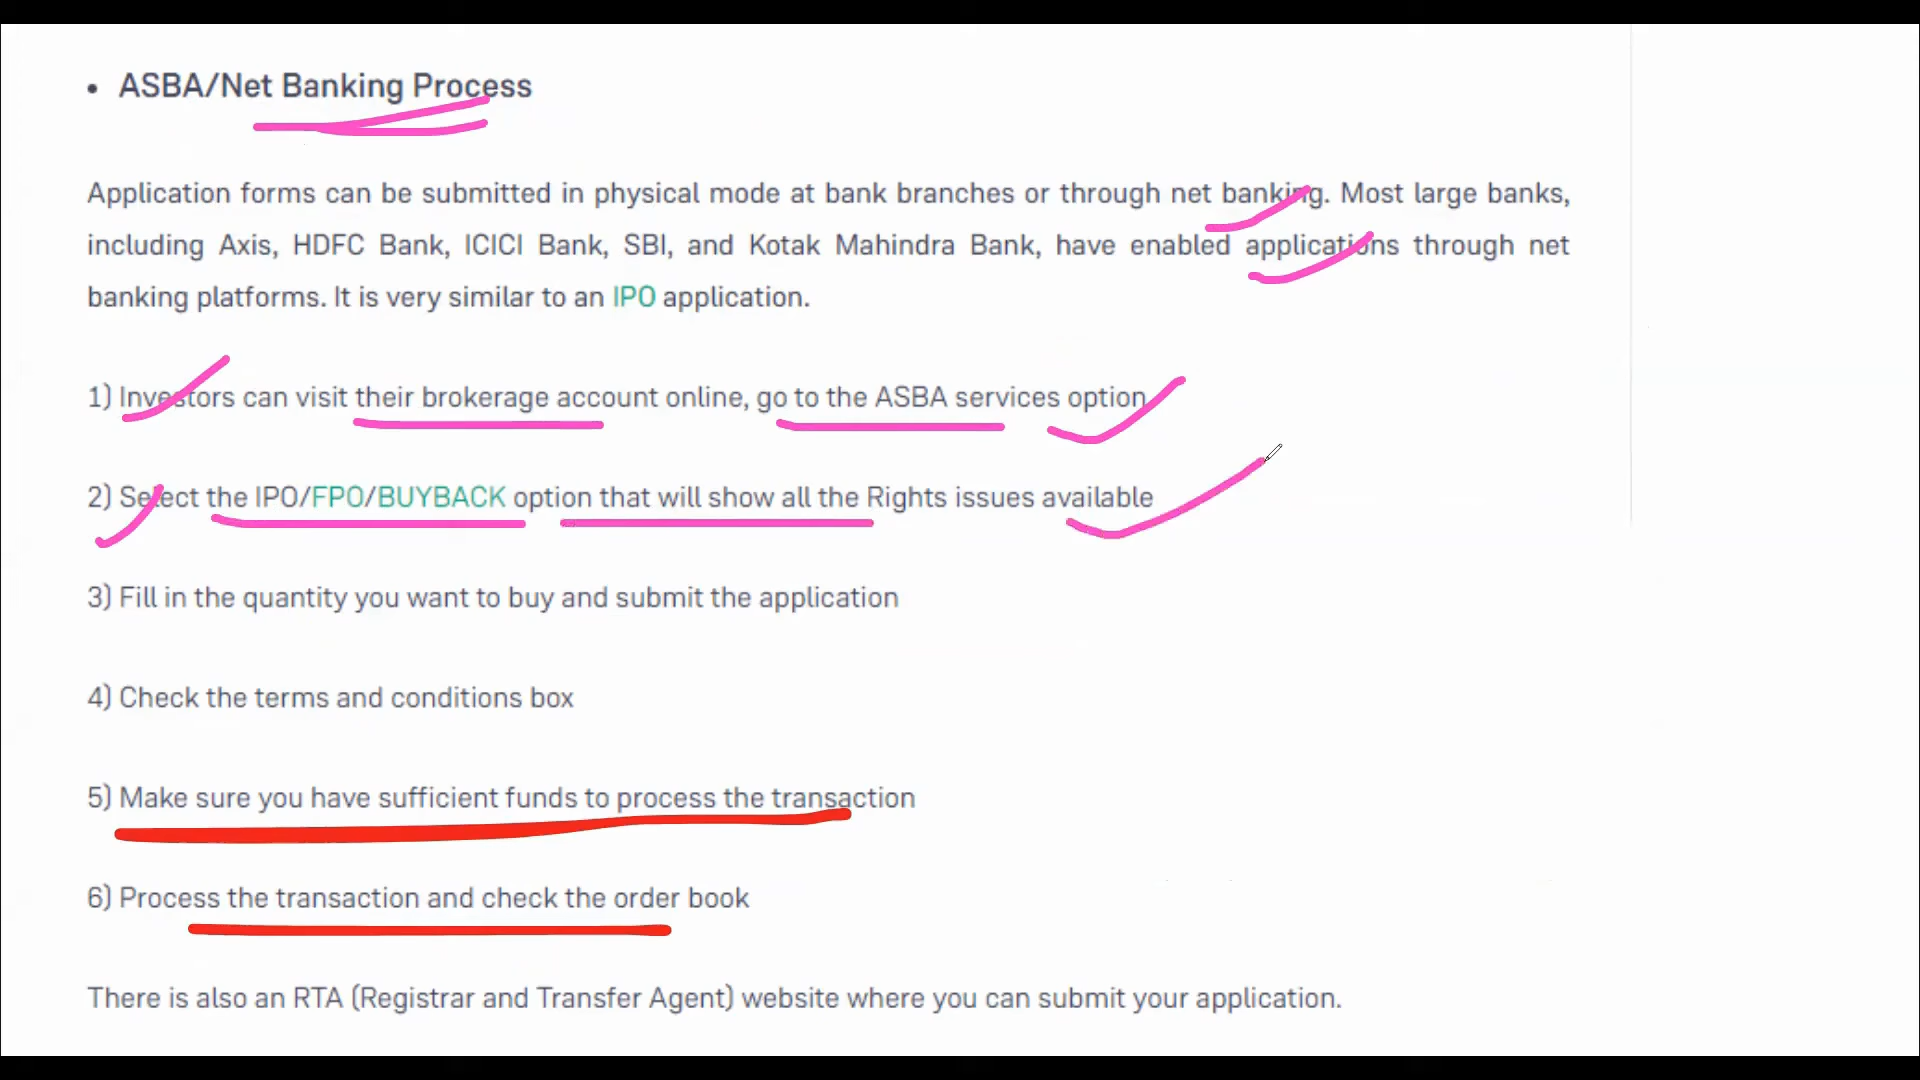 • ASBA/Net Banking Process
Application forms can be submitted in physical mode at bank branches or through net banking. Most large banks,
including Axis, HDFC Bank, ICICI Bank, SBI, and Kotak Mahindra Bank, have enabled applications through net
banking platforms. It is very similar to an IPO application.
1) Investors can visit their brokerage account online, go to the ASBA services option
2) Select the IPO/FPO/BUYBACK option that will show all the Rights issues available
3) Fill in the quantity you want to buy and submit the application
4) Check the terms and conditions box
5) Make sure you have sufficient funds to process the transaction
6) Process the transaction and check the order book
There is also an RTA (Registrar and Transfer Agent) website where you can submit your application.